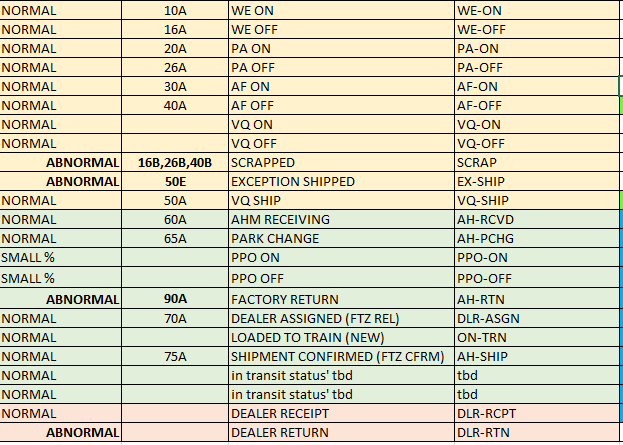 NORMAL 10A WE ON WE-ON
NORMAL 16A WE OFF WE-OFF
NORMAL 20A PA ON PA-ON
NORMAL 26A PA OFF PA-OFF
NORMAL 30A AF ON AF-ON
NORMAL 40A AF OFF AF-OFF
NORMAL VQ ON VQ-ON
NORMAL VQ OFF VQ-OFF
ABNORMAL 16B,26B,40B SCRAPPED SCRAP
ABNORMAL 50E EXCEPTION SHIPPED EX-SHIP
NORMAL 50A VQ SHIP VQ-SHIP
NORMAL 60A AHM RECEIVING AH-RCVD
NORMAL 65A PARK CHANGE AH-PCHG
SMALL % PPO ON PPO-ON
SMALL % PPO OFF PPO-OFF
ABNORMAL 90A FACTORY RETURN AH-RTN
NORMAL 70A DEALER ASSIGNED (FTZ REL) DLR-ASGN
NORMAL LOADED TO TRAIN (NEW) ON-TRN
NORMAL 75A SHIPMENT CONFIRMED (FTZ CFRM) AH-SHIP
NORMAL in transit status' tbd tbd
NORMAL in transit status' tbd tbd
NORMAL DEALER RECEIPT DLR-RCPT
ABNORMAL DEALER RETURN DLR-RTN